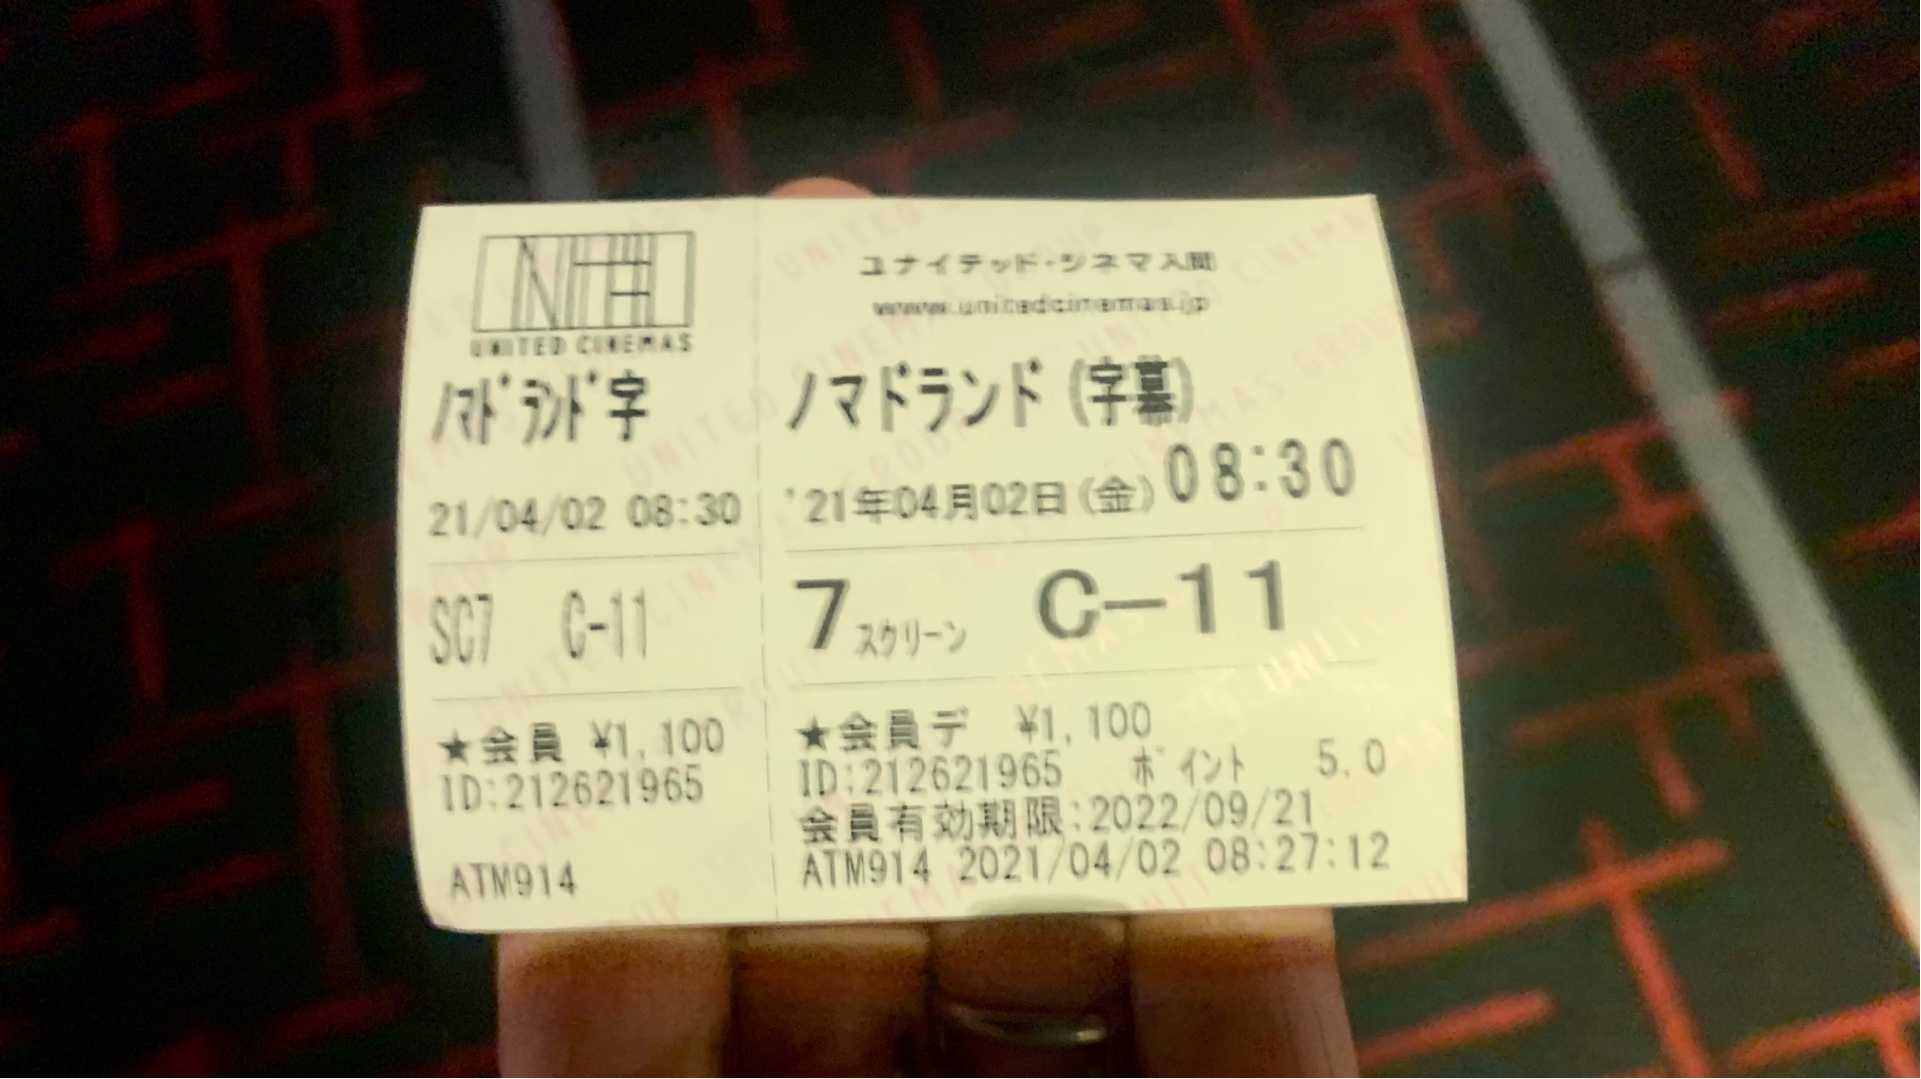 UNITED CINEMAS
ﾉﾏﾄﾞﾗﾝﾄﾞ字
21/04/02 08:30
SC7 C-11
★会員 ¥1,100
ID:212621965
ATM914
ユナイテッド・シネマ入間
www.unitedcinemas.jp
ノマドランド(字幕)
'21年04月02日(金) 08:30
7スクリーン C-11
★会員デ ¥1,100
ID:212621965 ﾎﾟｲﾝﾄ 5.0
会員有効期限:2022/09/21
ATM914 2021/04/02 08:27:12